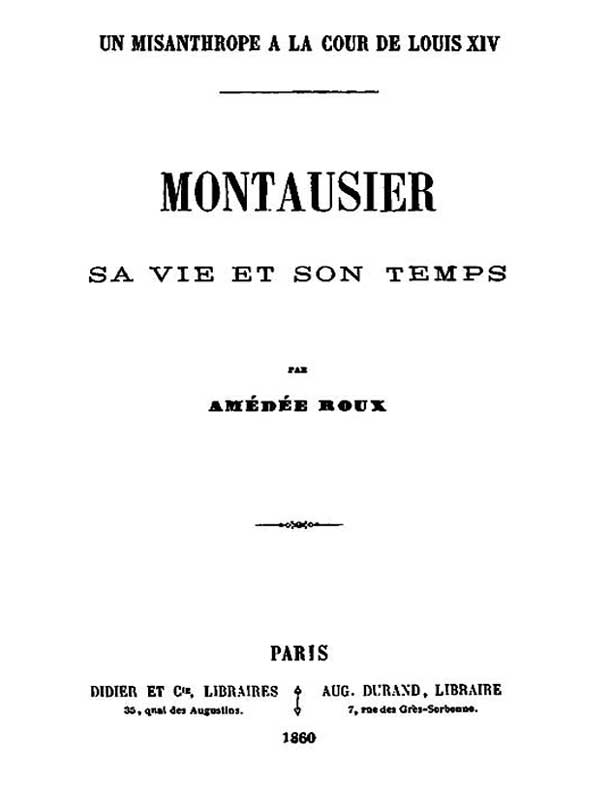 UN MISANTHROPE A LA COUR DE LOUIS XIV
MONTAUSIER
SA VIE ET SON TEMPS
PAR
AMÉDÉE ROUX
PARIS
DIDIER ET Cie, LIBRAIRES
35, quai des Augustins.
AUG. DURAND, LIBRAIRE
7, rue des Grès-Sorbonne.
1860